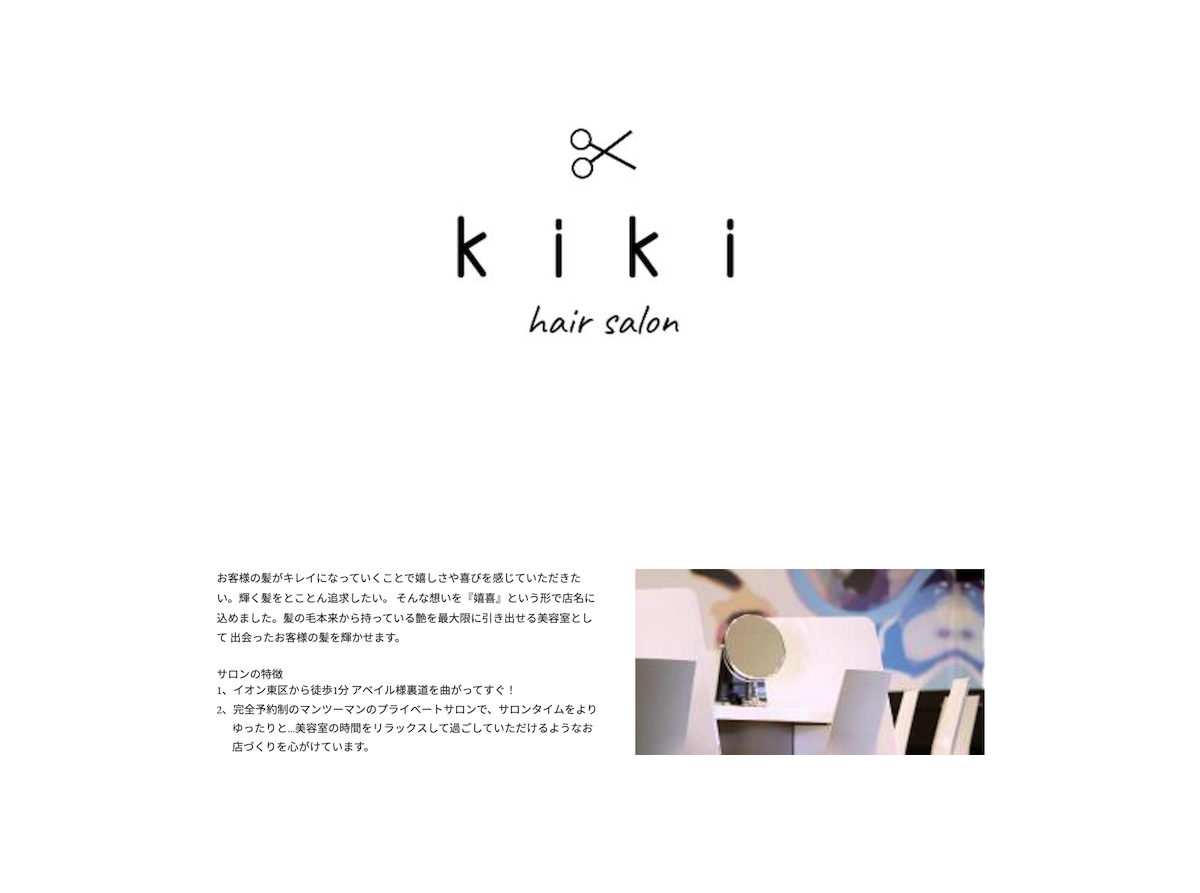 k i k i
hair salon
お客様の髪がキレイになっていくことで嬉しさや喜びを感じていただきた
い。輝く髪をとことん追求したい。 そんな想いを『嬉喜』という形で店名に
込めました。髪の毛本来から持っている艶を最大限に引き出せる美容室とし
て 出会ったお客様の髪を輝かせます。
サロンの特徴
1、イオン東区から徒歩1分 アベイル様裏道を曲がってすぐ！
2、完全予約制のマンツーマンのプライベートサロンで、サロンタイムをより
ゆったりと...美容室の時間をリラックスして過ごしていただけるようなお
店づくりを心がけています。